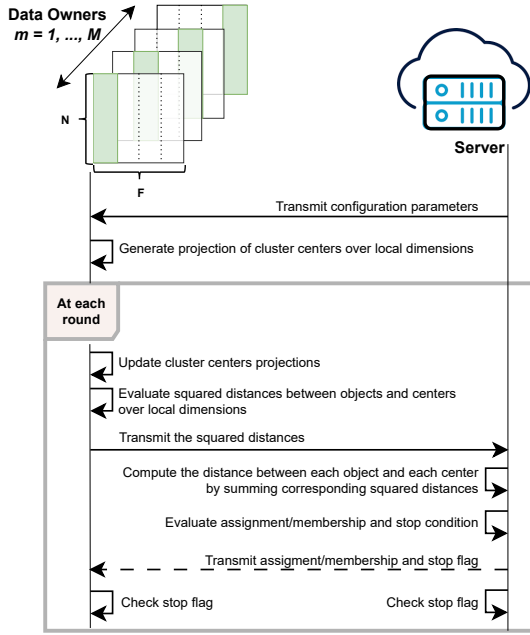 Data Owners
m = 1, ..., M
N
F
Server
Transmit configuration parameters
Generate projection of cluster centers over local dimensions
At each
round
Update cluster centers projections
Evaluate squared distances between objects and centers
over local dimensions
Transmit the squared distances
Compute the distance between each object and each center
by summing corresponding squared distances
Evaluate assignment/membership and stop condition
Transmit assigment/membership and stop flag
Check stop flag
Check stop flag